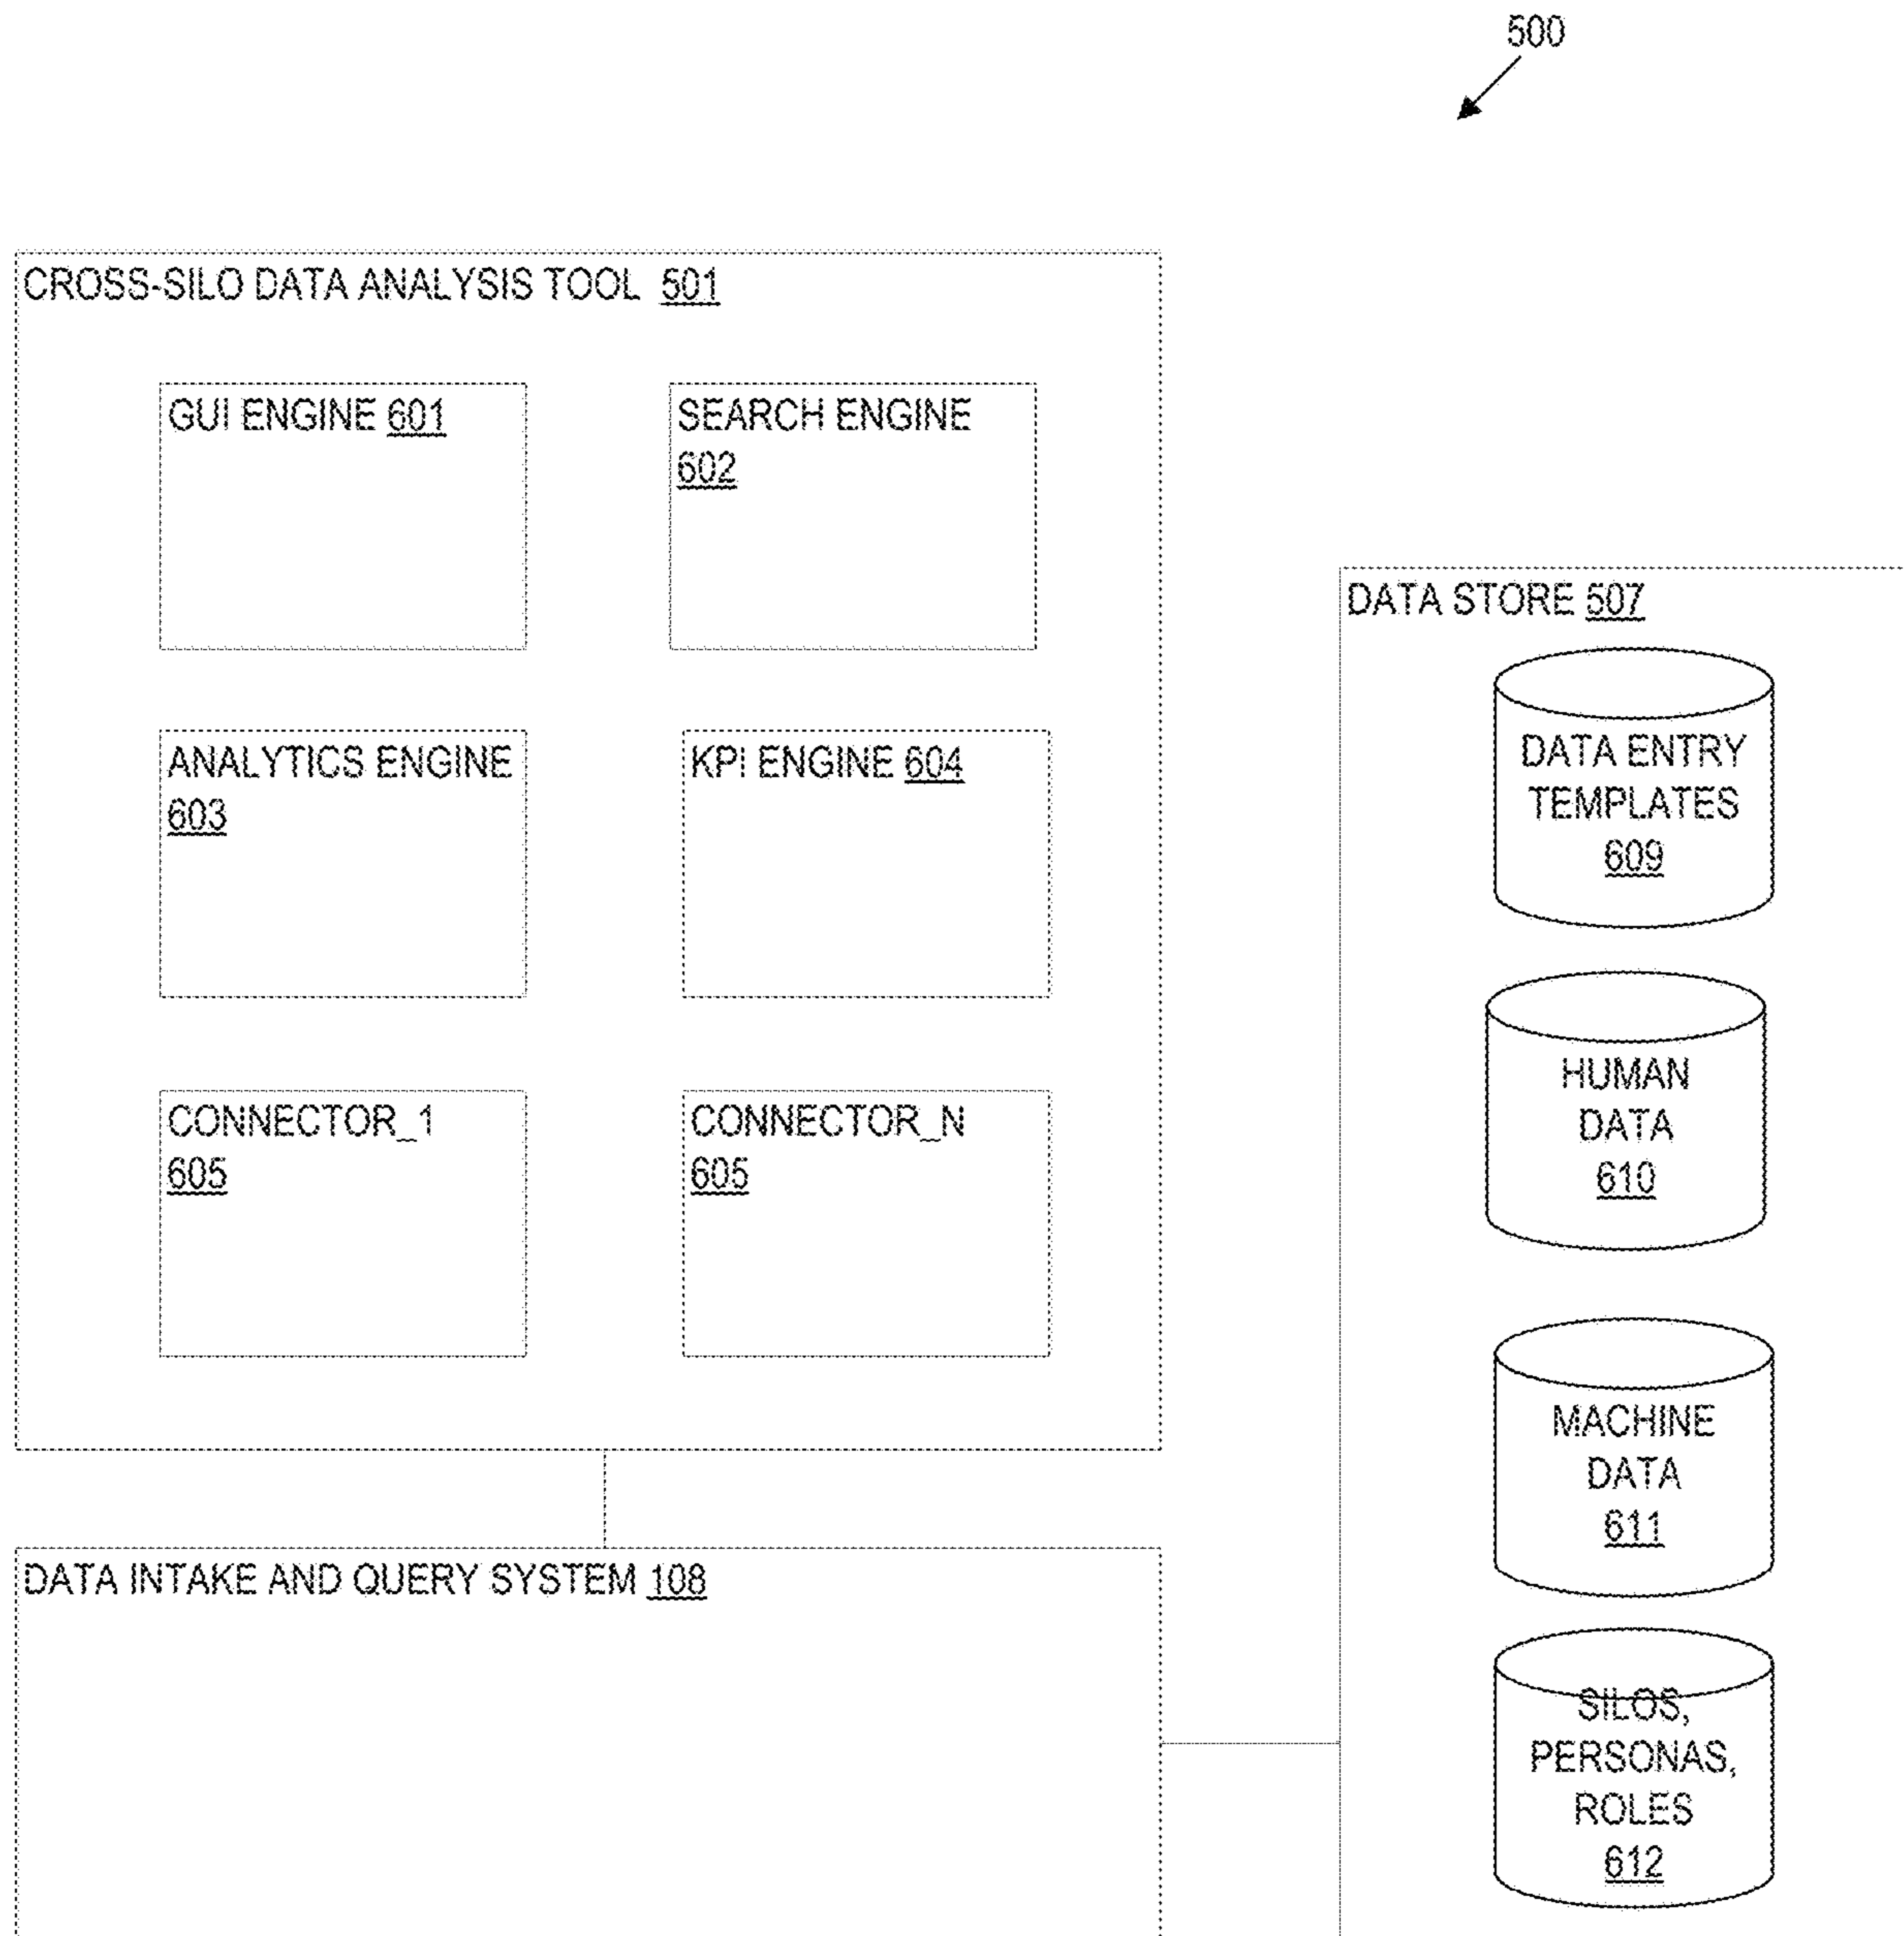 500
CROSS-SILO DATA ANALYSIS TOOL 501
GUI ENGINE 601
SEARCH ENGINE
602
ANALYTICS ENGINE
603
KPI ENGINE 604
CONNECTOR_1
605
CONNECTOR_N
605
DATA INTAKE AND QUERY SYSTEM 108
DATA STORE 507
DATA ENTRY
TEMPLATES
609
HUMAN
DATA
610
MACHINE
DATA
611
SILOS,
PERSONAS,
ROLES
612